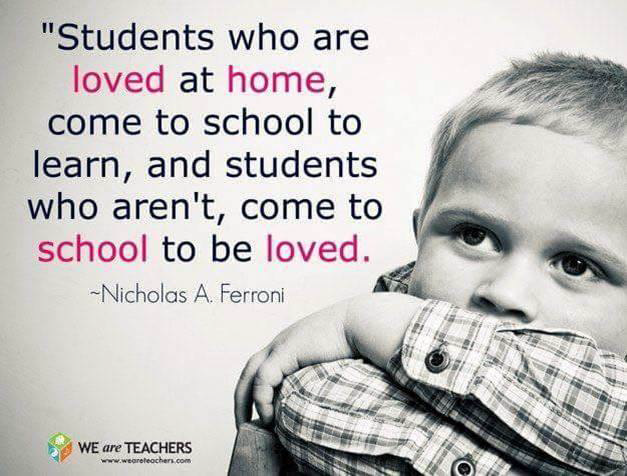 "Students who are
loved at home,
come to school to
learn, and students
who aren't, come to
school to be loved.
~Nicholas A. Ferroni
WE are TEACHERS
www.weareteachers.com